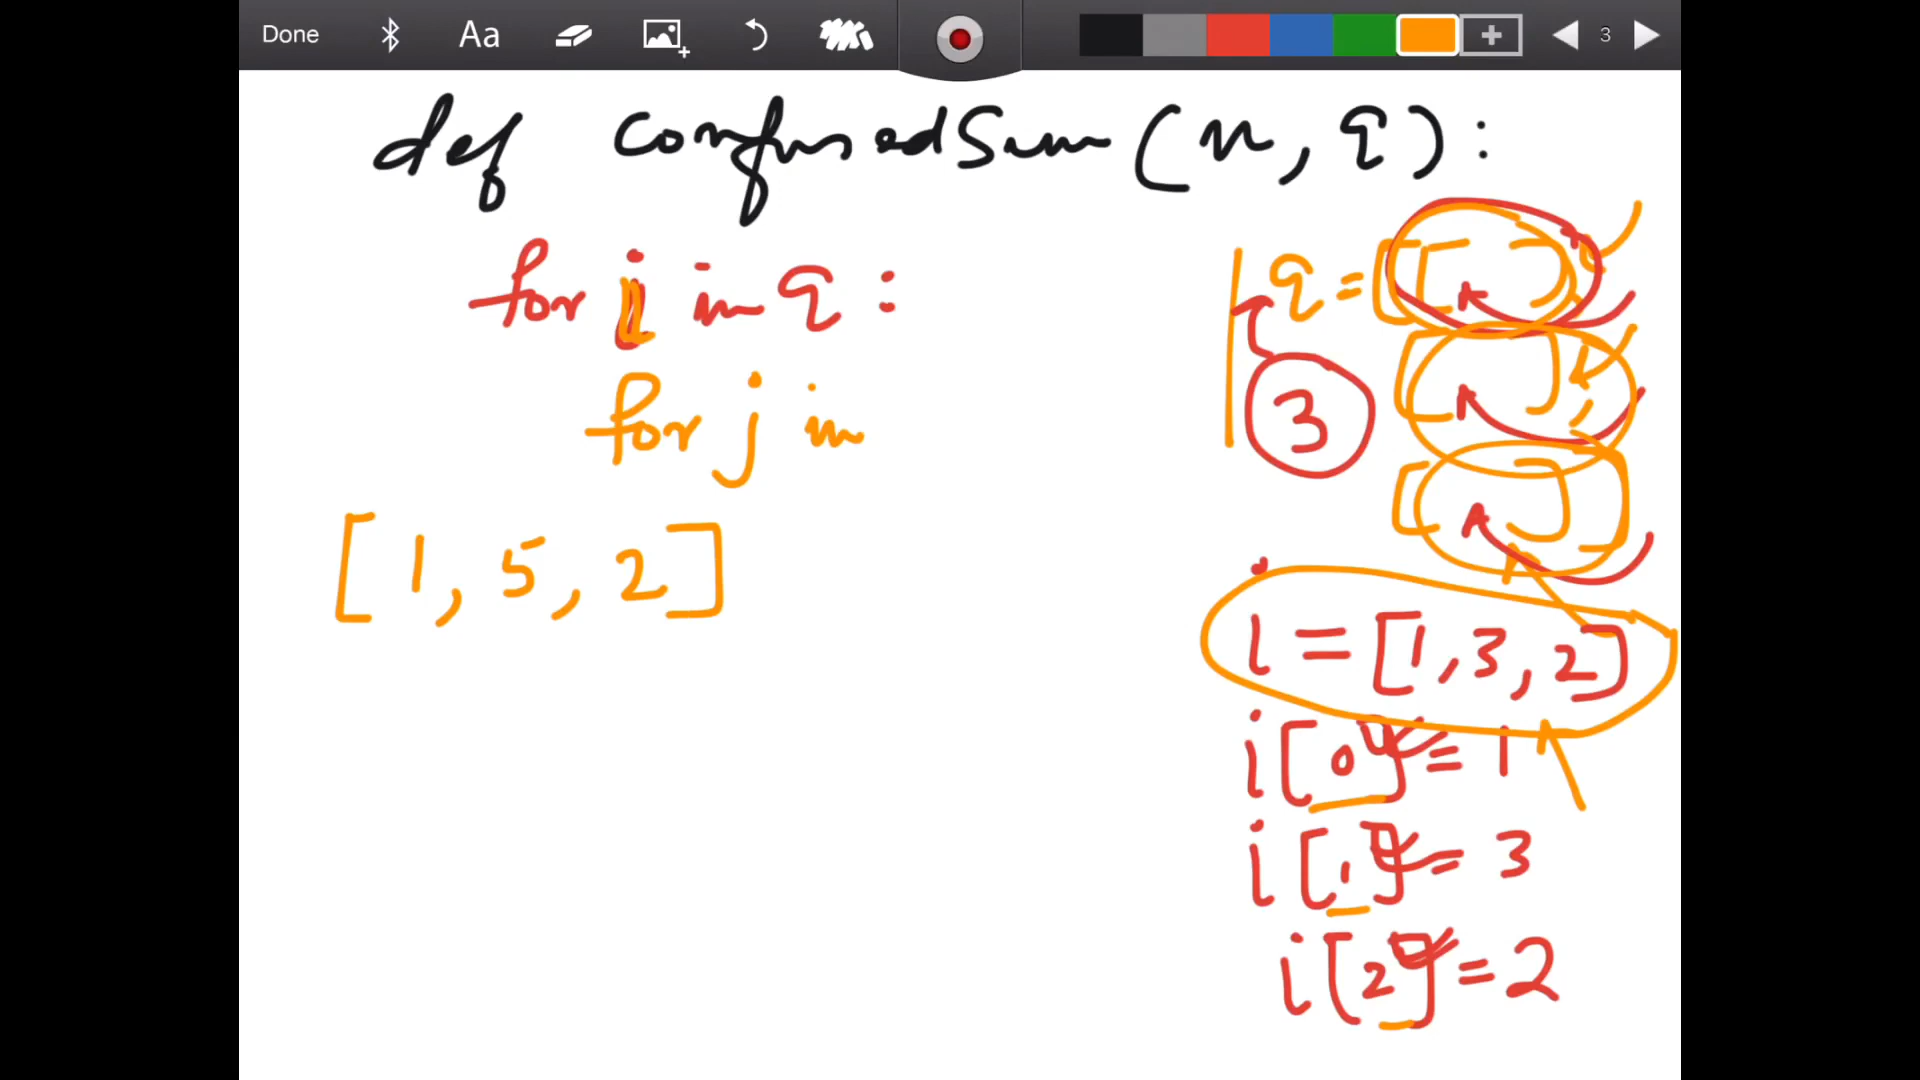 Done Aa 3
def confusedSum(n, q):
for i in q:
for j in
[1, 5, 2]
q = [[ ],
[ ],
[ ]]
3
i = [1, 3, 2]
i[0] = 1
i[1] = 3
i[2] = 2